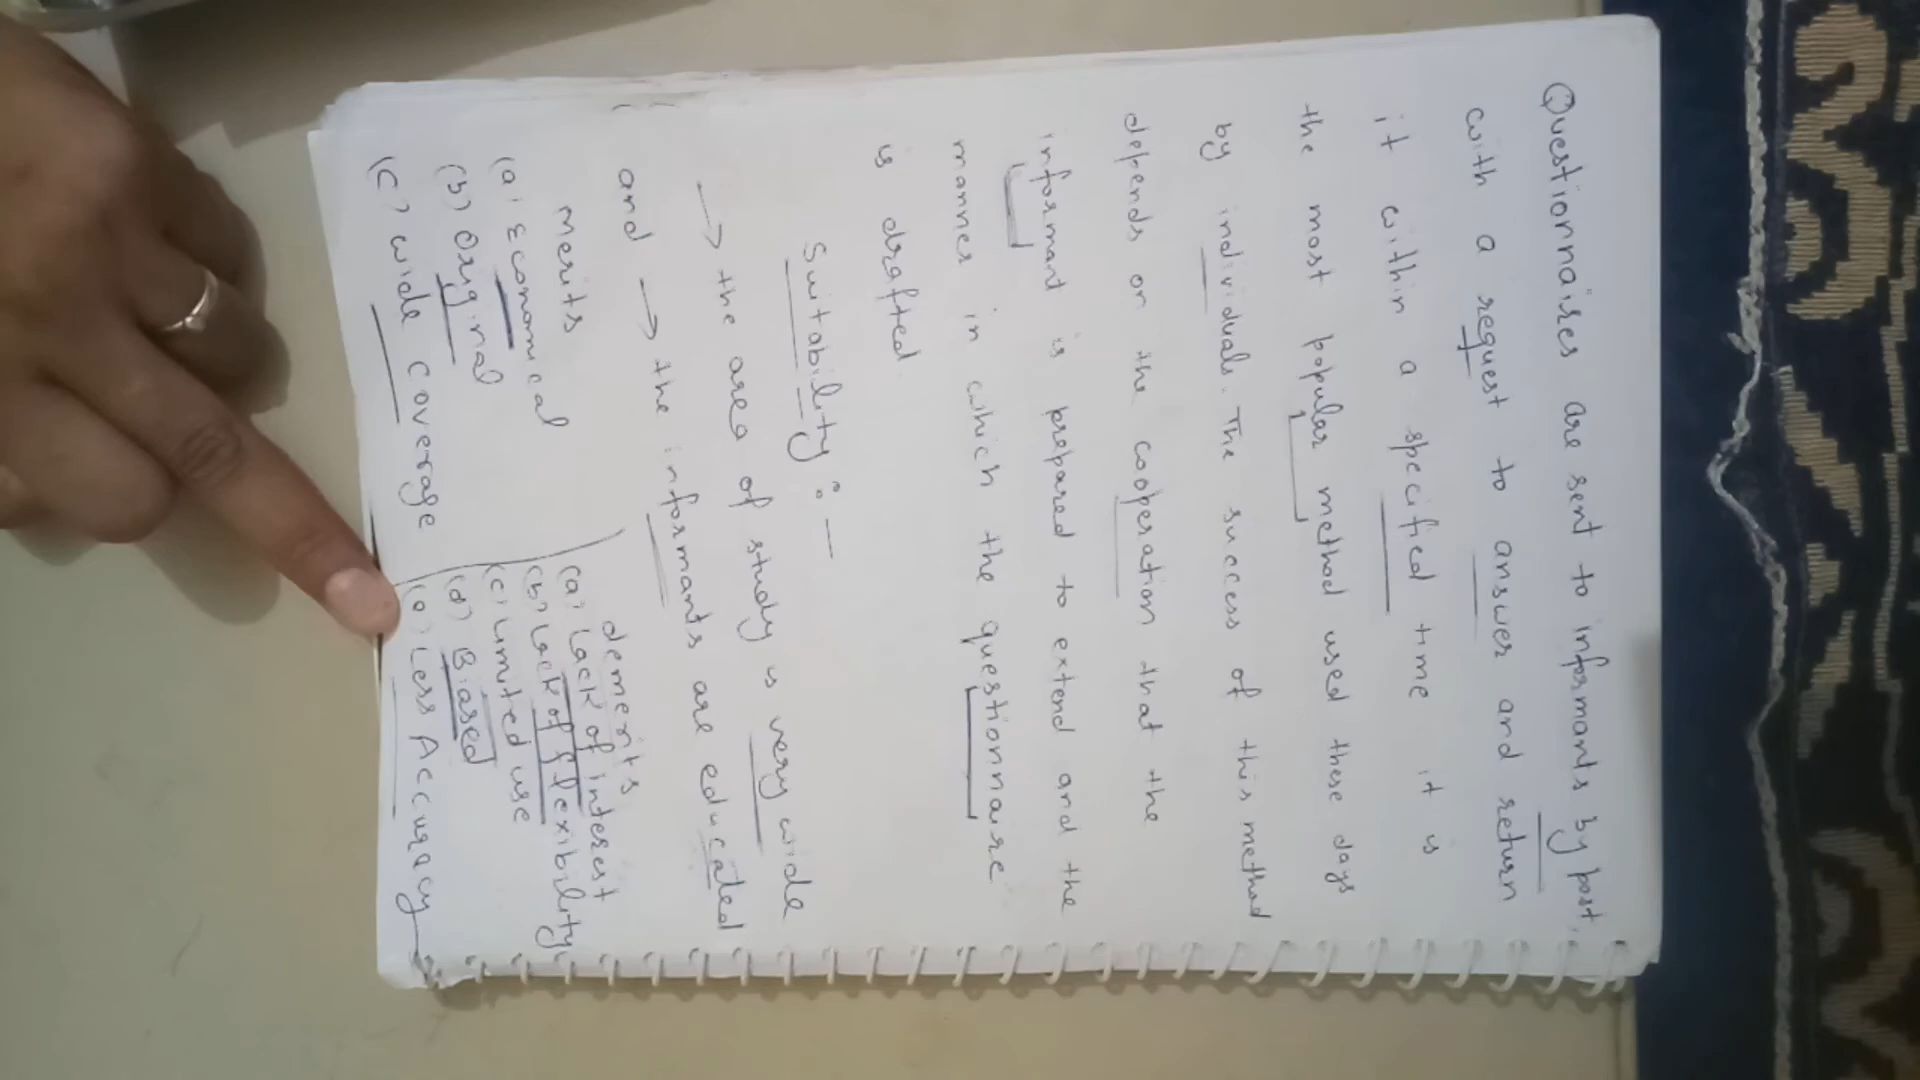 Questionnaires are sent to informants by post,
with a request to answer and return
it within a specified time it is
the most popular method used these days
by individuals. The success of this method
depends on the cooperation that the
informant is prepared to extend and the
manner in which the questionnaire
is drafted.
Suitability :-
→ the area of study is very wide
and → the informants are educated
merits
(a) Economical
(b) Original
(c) wide coverage
demerits
(a) Lack of interest
(b) Lack of flexibility
(c) Limited use
(d) Biased
(e) Less Accuracy